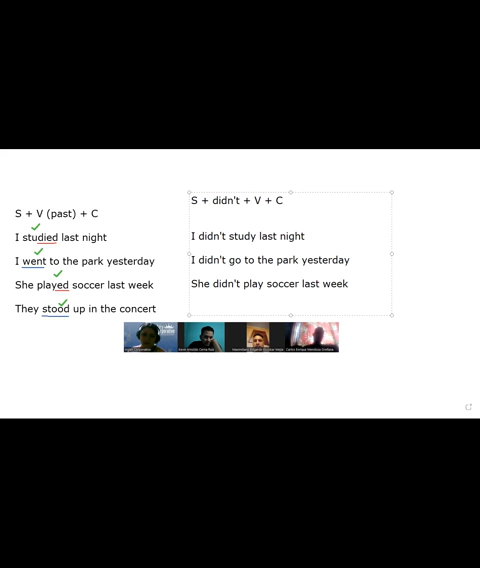 S + V (past) + C
I studied last night
I went to the park yesterday
She played soccer last week
They stood up in the concert
S + didn't + V + C
I didn't study last night
I didn't go to the park yesterday
She didn't play soccer last week